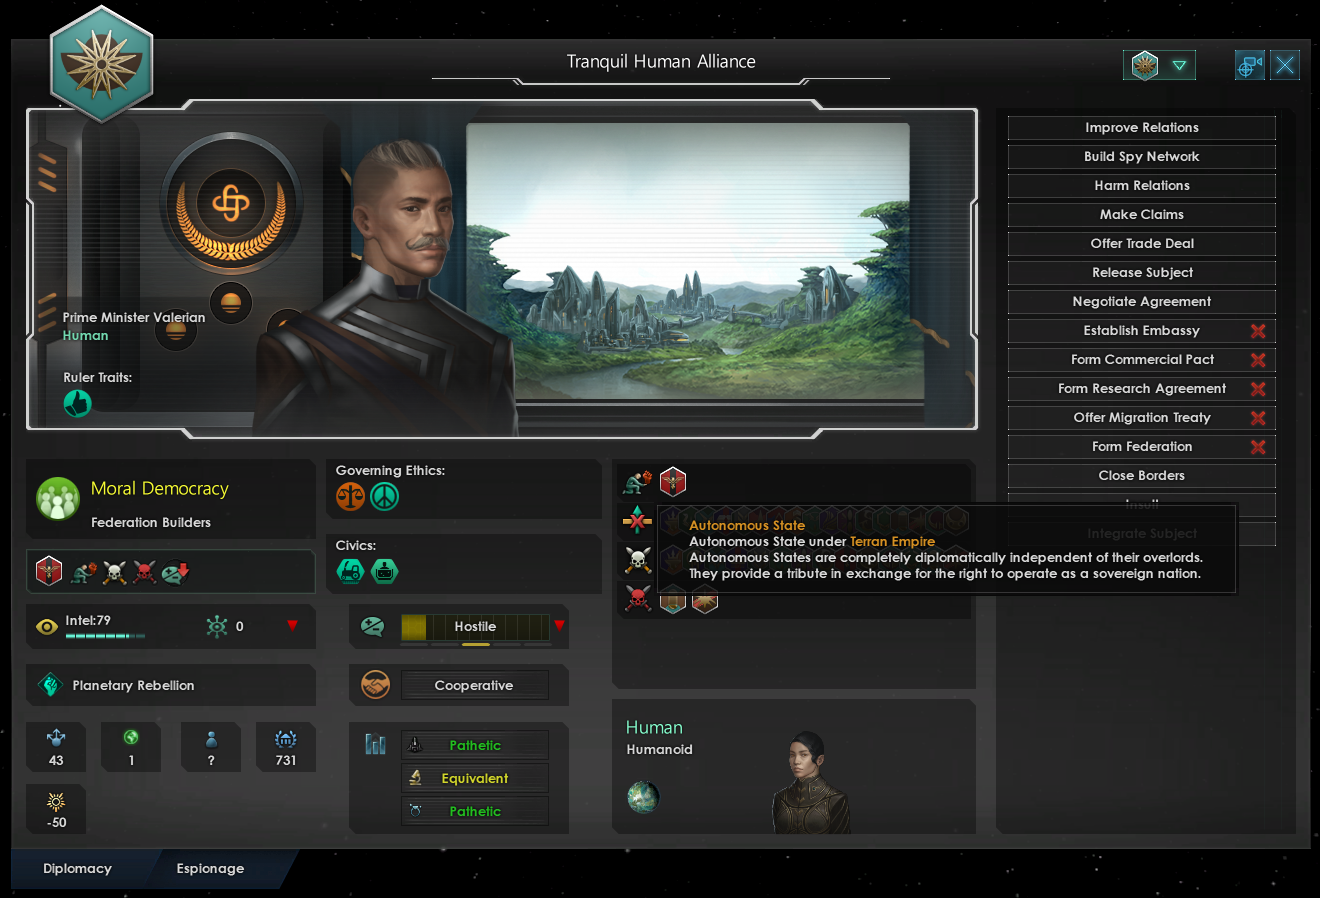 Tranquil Human Alliance
Prime Minister Valerian
Human
Ruler Traits:
Improve Relations
Build Spy Network
Harm Relations
Make Claims
Offer Trade Deal
Release Subject
Negotiate Agreement
Establish Embassy
Form Commercial Pact
Form Research Agreement
Offer Migration Treaty
Form Federation
Close Borders
Insult
Integrate Subject
Moral Democracy
Federation Builders
Governing Ethics:
Civics:
Autonomous State
Autonomous State under Terran Empire
Autonomous States are completely diplomatically independent of their overlords.
They provide a tribute in exchange for the right to operate as a sovereign nation.
Intel:79
0
Hostile
Planetary Rebellion
Cooperative
43
1
?
731
-50
Pathetic
Equivalent
Pathetic
Human
Humanoid
Diplomacy
Espionage